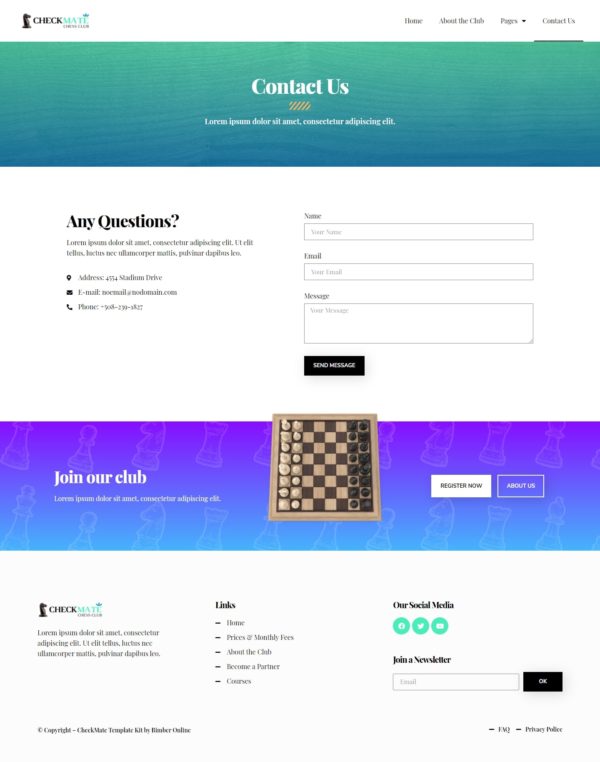 CHECKMATE
CHESS CLUB
Home
About the Club
Pages
Contact Us
Contact Us
Lorem ipsum dolor sit amet, consectetur adipiscing elit.
Any Questions?
Lorem ipsum dolor sit amet, consectetur adipiscing elit. Ut elit
tellus, luctus nec ullamcorper mattis, pulvinar dapibus leo.
Address: 4554 Stadium Drive
E-mail: noemail@nodomain.com
Phone: +508-239-1827
Name
Your Name
Email
Your Email
Message
Your Message
SEND MESSAGE
Join our club
Lorem ipsum dolor sit amet, consectetur adipiscing elit.
REGISTER NOW
ABOUT US
CHECKMATE
CHESS CLUB
Lorem ipsum dolor sit amet, consectetur
adipiscing elit. Ut elit tellus, luctus nec
ullamcorper mattis, pulvinar dapibus leo.
Links
Home
Prices & Monthly Fees
About the Club
Become a Partner
Courses
Our Social Media
Join a Newsletter
Email
OK
© Copyright – CheckMate Template Kit by Bimber Online
FAQ
Privacy Police